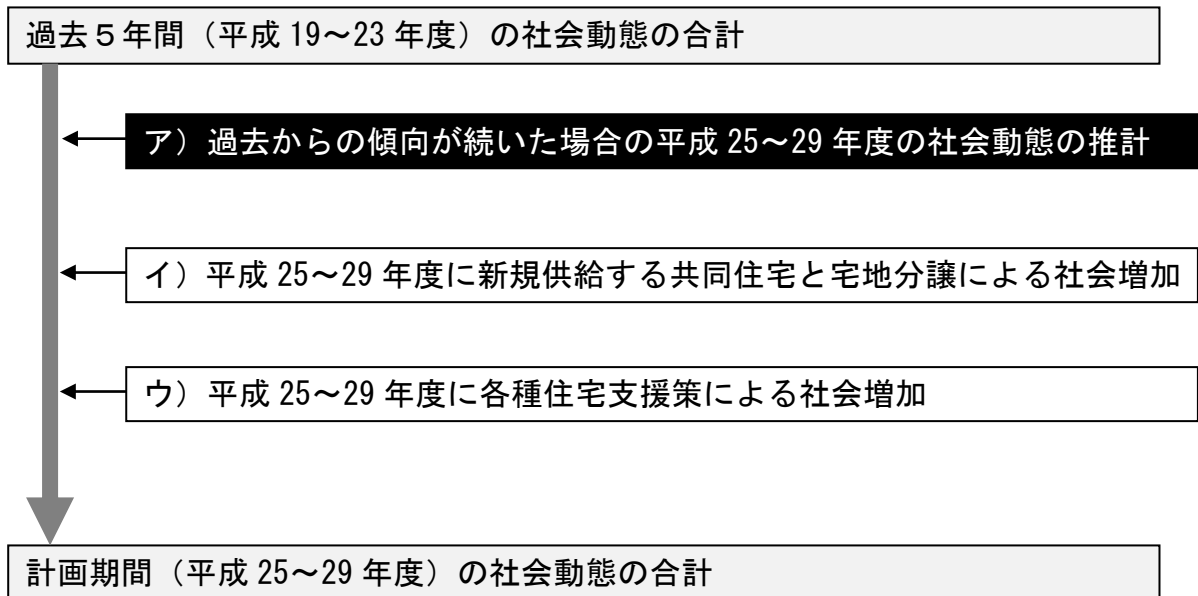 過去５年間（平成 19～23 年度）の社会動態の合計
ア）過去からの傾向が続いた場合の平成 25～29 年度の社会動態の推計
イ）平成 25～29 年度に新規供給する共同住宅と宅地分譲による社会増加
ウ）平成 25～29 年度に各種住宅支援策による社会増加
計画期間（平成 25～29 年度）の社会動態の合計